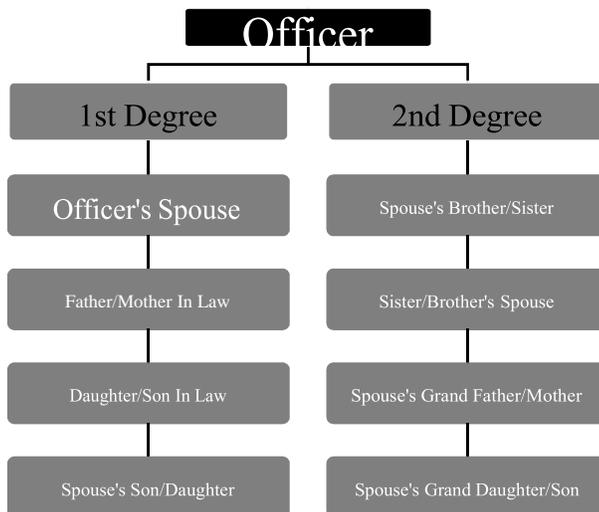 Officer
1st Degree
2nd Degree
Officer's Spouse
Spouse's Brother/Sister
Father/Mother In Law
Sister/Brother's Spouse
Daughter/Son In Law
Spouse's Grand Father/Mother
Spouse's Son/Daughter
Spouse's Grand Daughter/Son